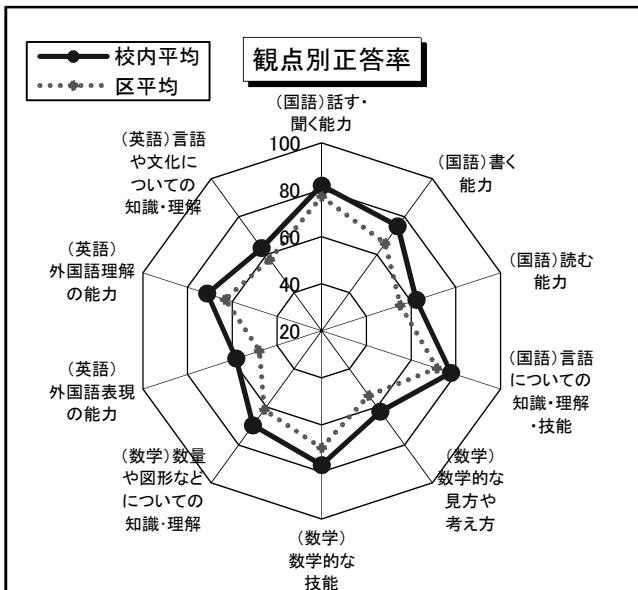 観点別正答率
校内平均
区平均
(国語)話す・
聞く能力
(国語)書く
能力
(国語)読む
能力
(国語)言語
についての
知識・理解
・技能
(数学)
数学的な
見方や
考え方
(数学)
数学的な
技能
(数学)数量
や図形などに
についての
知識・理解
(英語)
外国語表現
の能力
(英語)
外国語理解
の能力
(英語)言語
や文化に
ついての
知識・理解
100
80
60
40
20